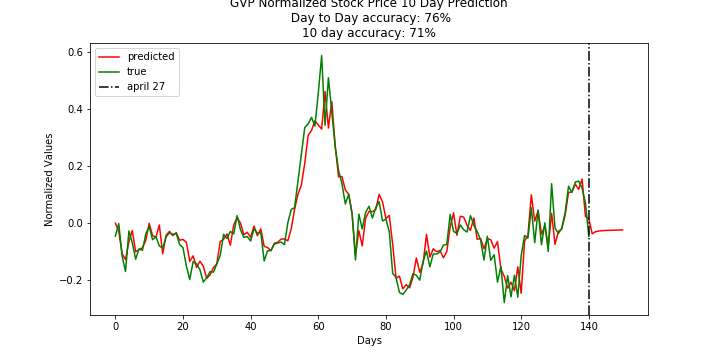 GVP Normalized Stock Price 10 Day Prediction
Day to Day accuracy: 76%
10 day accuracy: 71%
predicted
true
april 27
Normalized Values
0.6
0.4
0.2
0.0
−0.2
0 20 40 60 80 100 120 140
Days